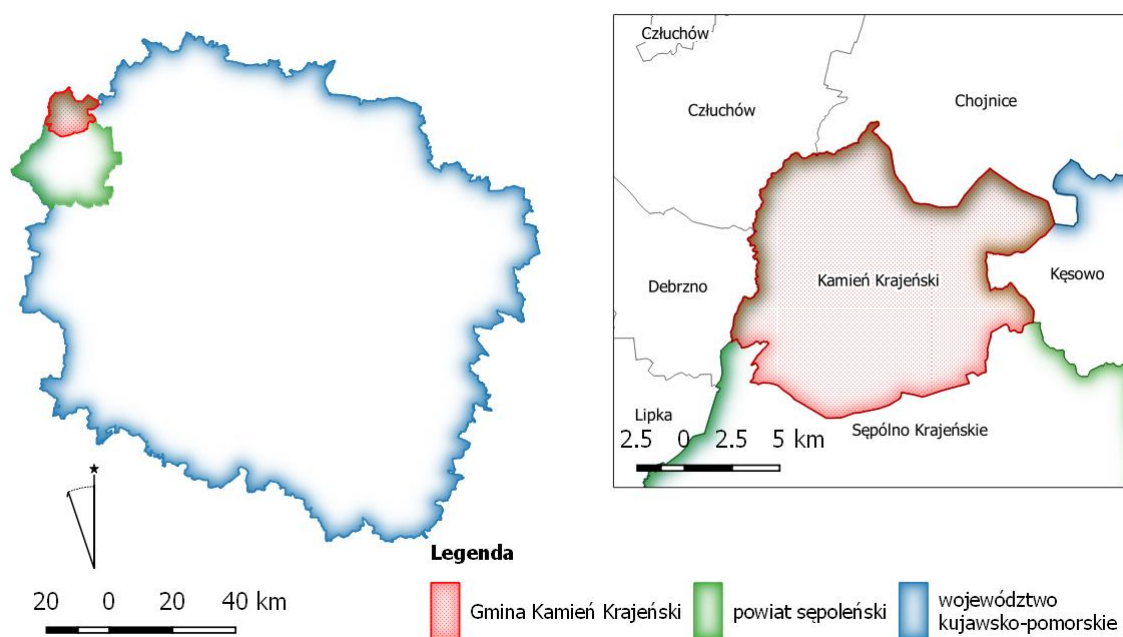 Człuchów
Człuchów
Chojnice
Debrzno
Kamień Krajeński
Kęsowo
Lipka
Sępólno Krajeńskie
2.5 0 2.5 5 km
Legenda
20 0 20 40 km
Gmina Kamień Krajeński
powiat sępoleński
województwo
kujawsko-pomorskie